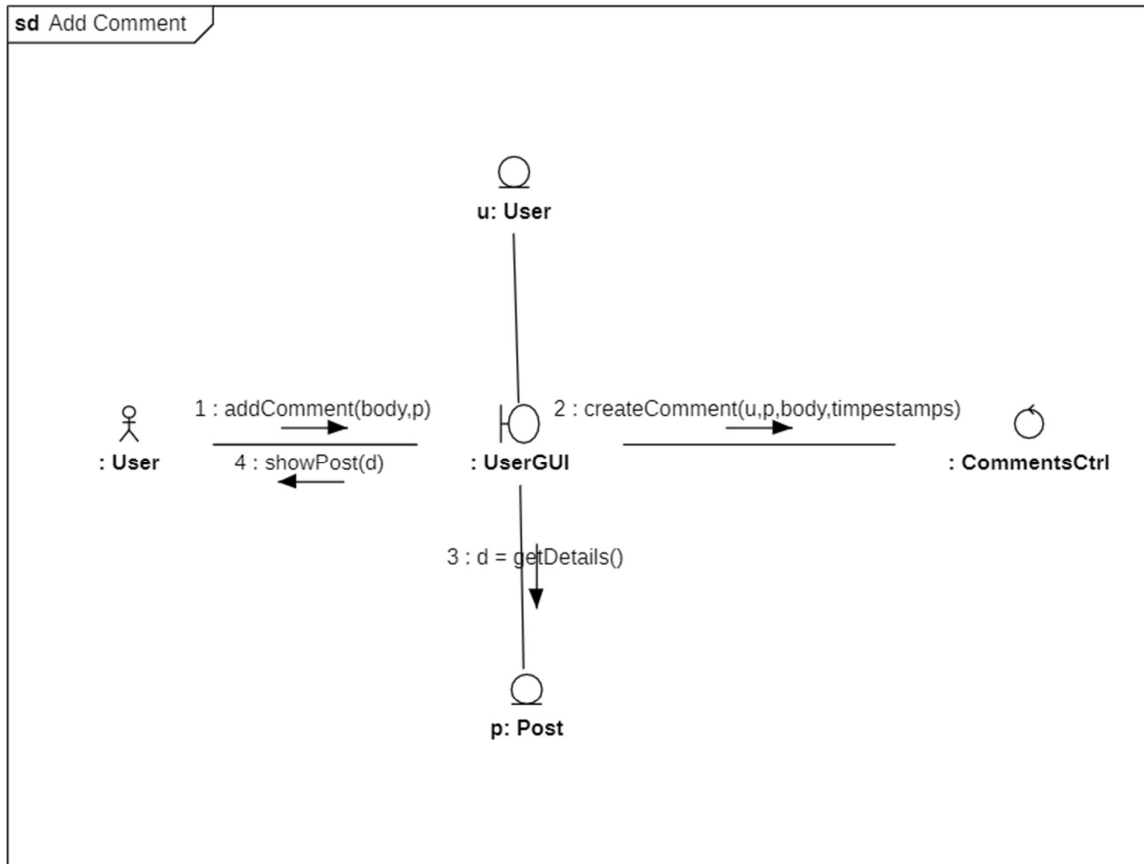 sd Add Comment
u: User
1 : addComment(body,p)
2 : createComment(u,p,body,timpestamps)
: User
4 : showPost(d)
: UserGUI
: CommentsCtrl
3 : d = getDetails()
p: Post